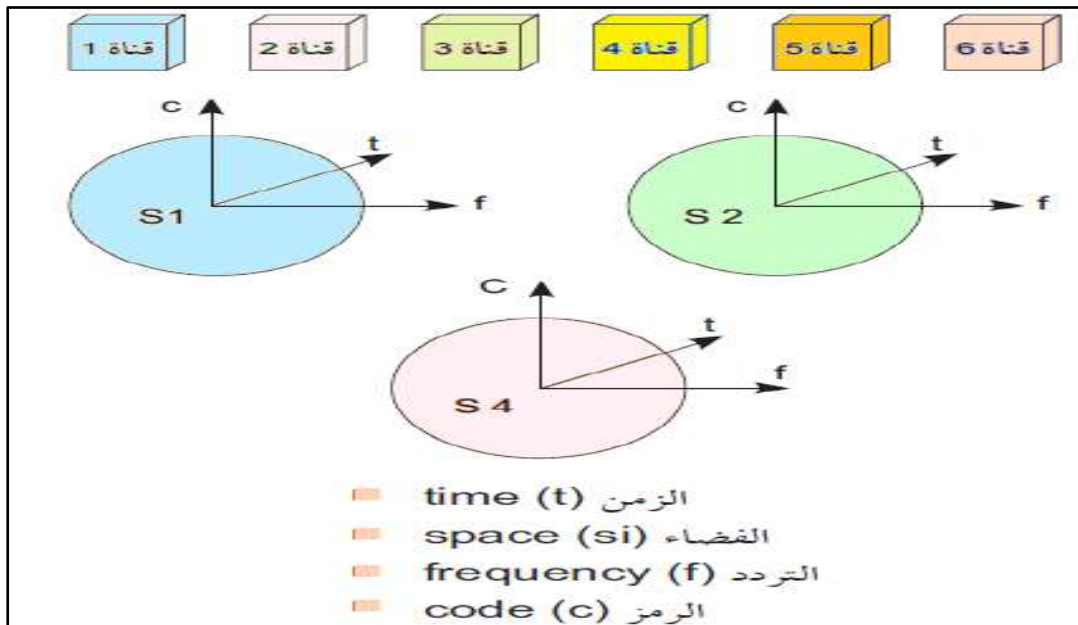 قناة 1 قناة 2 قناة 3 قناة 4 قناة 5 قناة 6
c c
t t
S1 f S 2 f
C
t
f
S 4
time (t) الزمن
space (si) الفضاء
frequency (f) التردد
code (c) الرمز